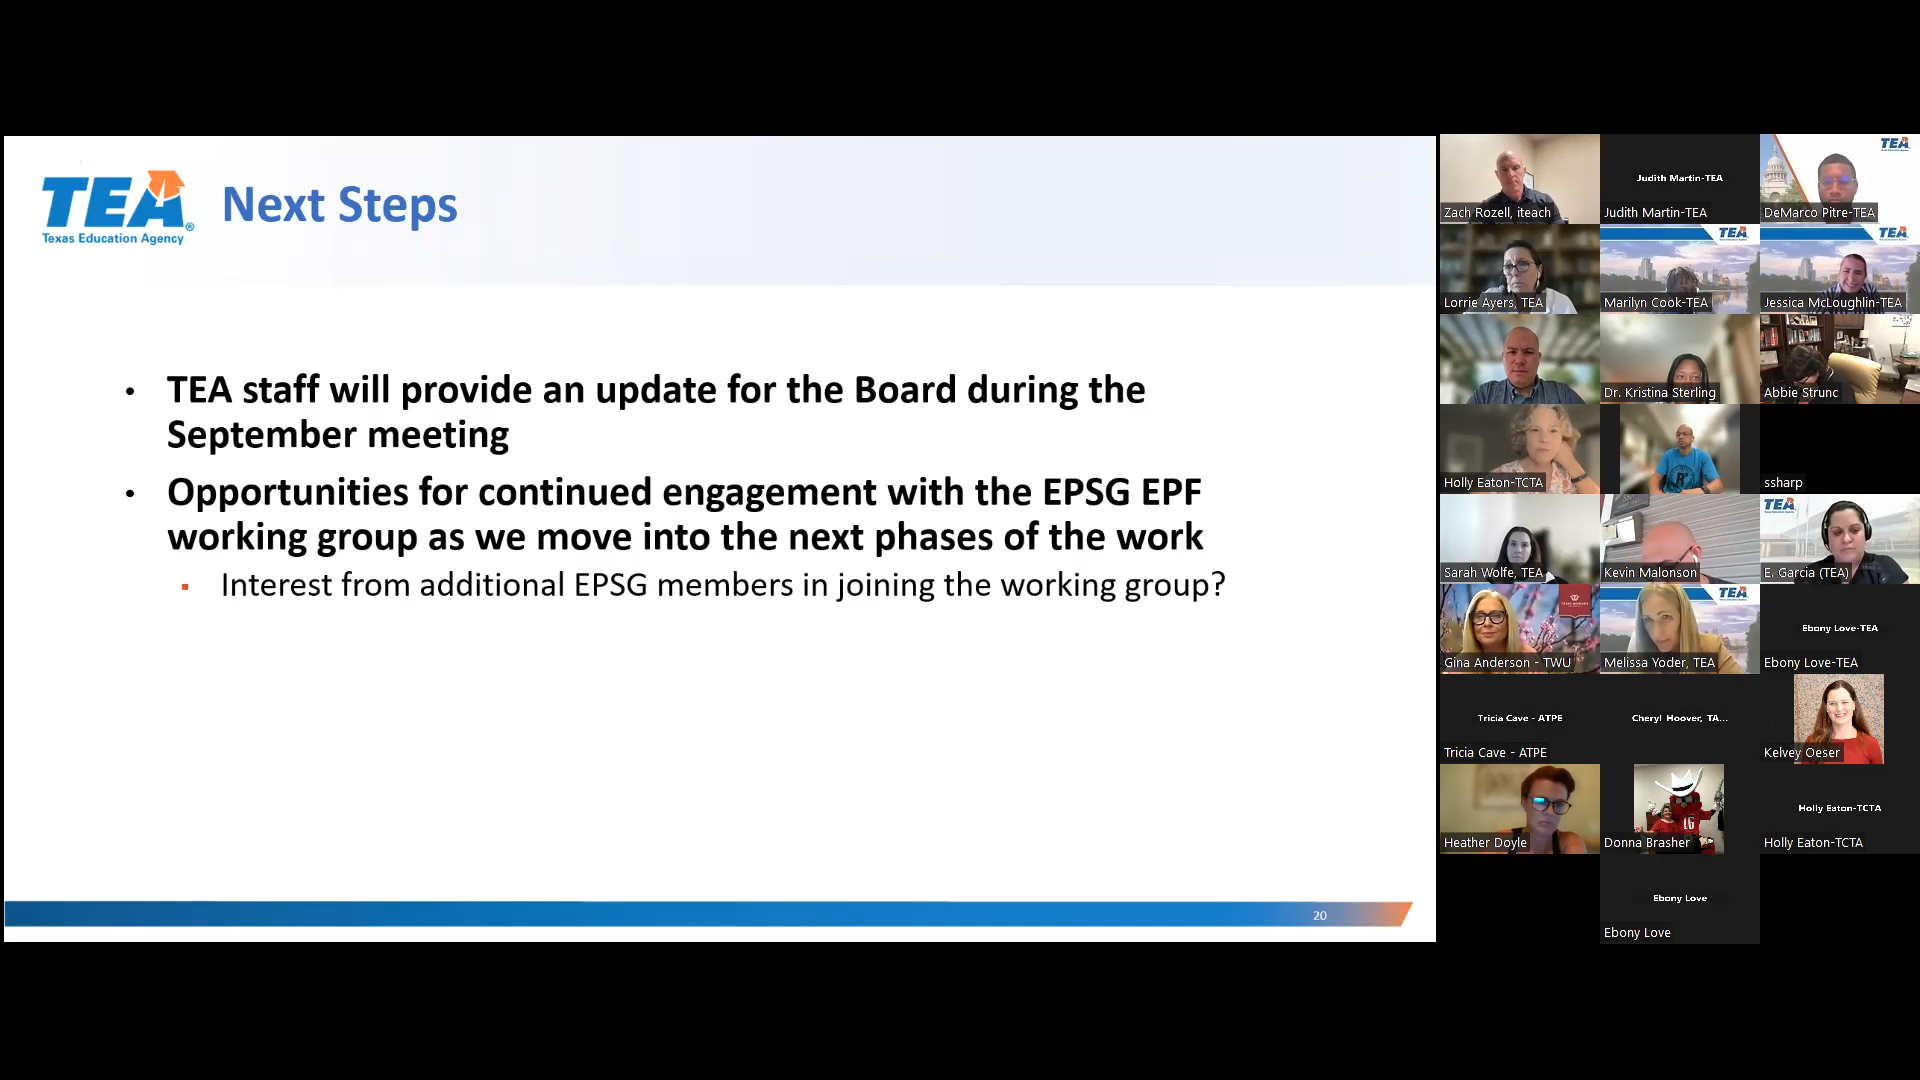 TEA®
Texas Education Agency
Next Steps
• TEA staff will provide an update for the Board during the
September meeting
• Opportunities for continued engagement with the EPSG EPF
working group as we move into the next phases of the work
▪ Interest from additional EPSG members in joining the working group?
20
Zach Rozell, iteach
Judith Martin-TEA
Judith Martin-TEA
TEA
DeMarco Pitre-TEA
Lorrie Ayers, TEA
TEA
Marilyn Cook-TEA
TEA
Jessica McLoughlin-TEA
Dr. Kristina Sterling
Abbie Strunc
Holly Eaton-TCTA
ssharp
Sarah Wolfe, TEA
Kevin Malonson
TEA
E. Garcia (TEA)
Gina Anderson - TWU
TEA
Melissa Yoder, TEA
Ebony Love-TEA
Ebony Love-TEA
Tricia Cave - ATPE
Tricia Cave - ATPE
Cheryl Hoover, TA...
Kelvey Oeser
Heather Doyle
16
Donna Brasher
Holly Eaton-TCTA
Holly Eaton-TCTA
Ebony Love
Ebony Love